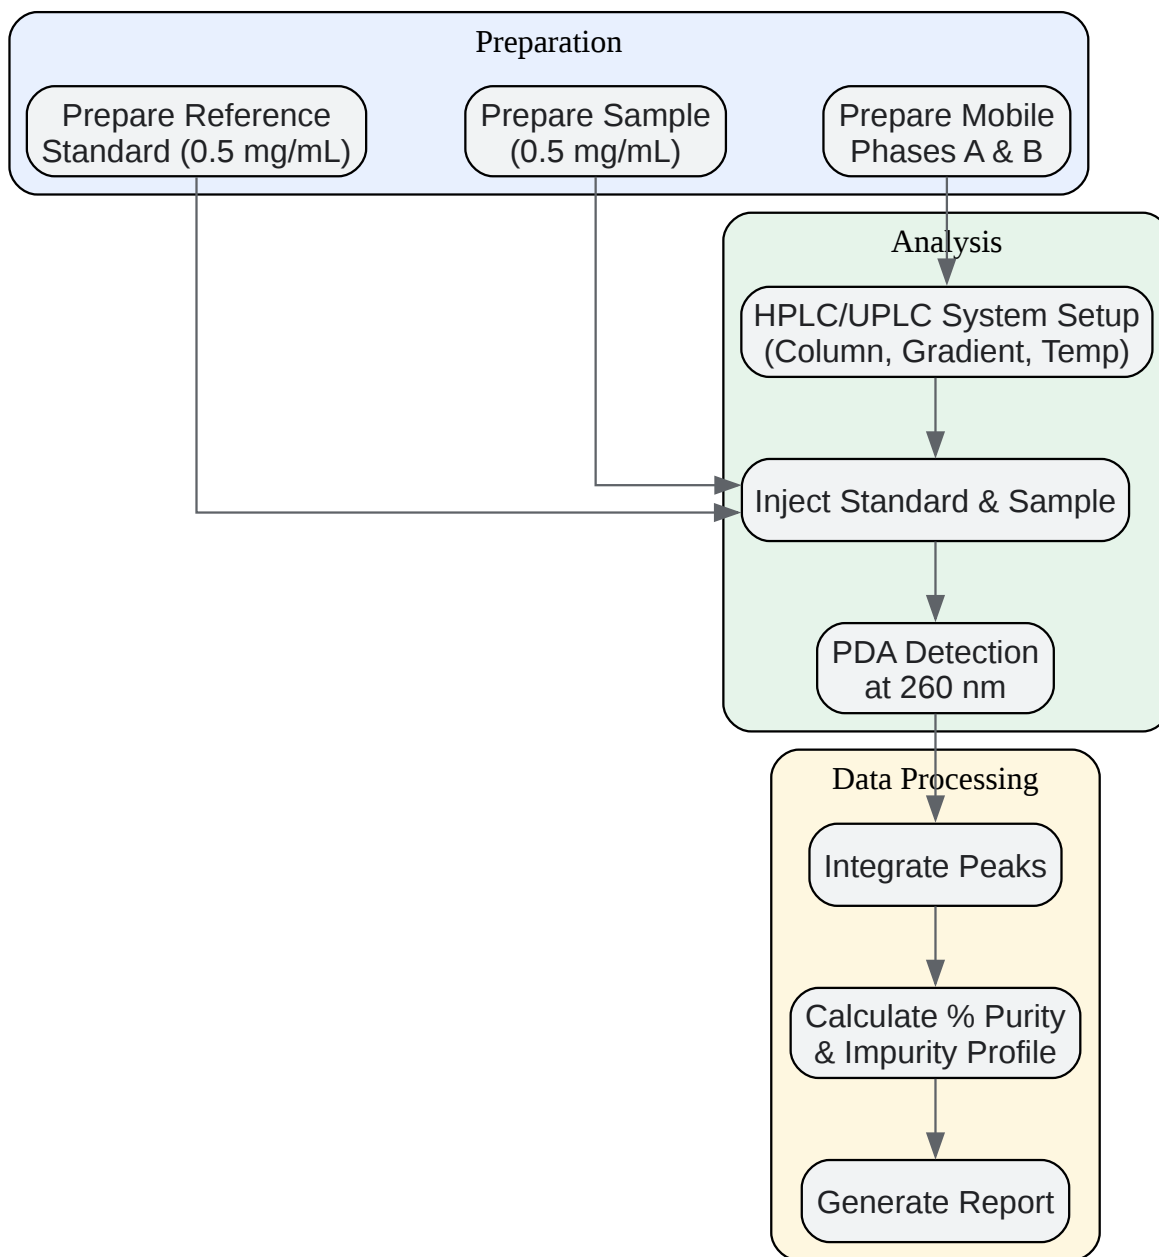 Preparation
Prepare Reference
Standard (0.5 mg/mL)
Prepare Sample
(0.5 mg/mL)
Prepare Mobile
Phases A & B
Analysis
HPLC/UPLC System Setup
(Column, Gradient, Temp)
Inject Standard & Sample
PDA Detection
at 260 nm
Data Processing
Integrate Peaks
Calculate % Purity
& Impurity Profile
Generate Report